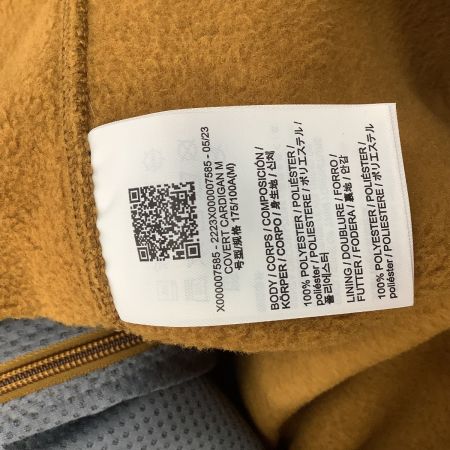 X000007585 - 2223X000007585 - 05/23
COVERT CARDIGAN M
号型/规格 175/100A(M)
BODY / CORPS / COMPOSICIÓN /
KÖRPER / CORPO / 身生地 / 신체
100% POLYESTER / POLIÉSTER /
poliéster / POLIESTERE / ポリエステル /
폴리에스터
LINING / DOUBLURE / FORRO /
FUTTER / FODERA / 裏地 / 안감
100% POLYESTER / POLIÉSTER /
poliéster / POLIESTERE / ポリエステル /